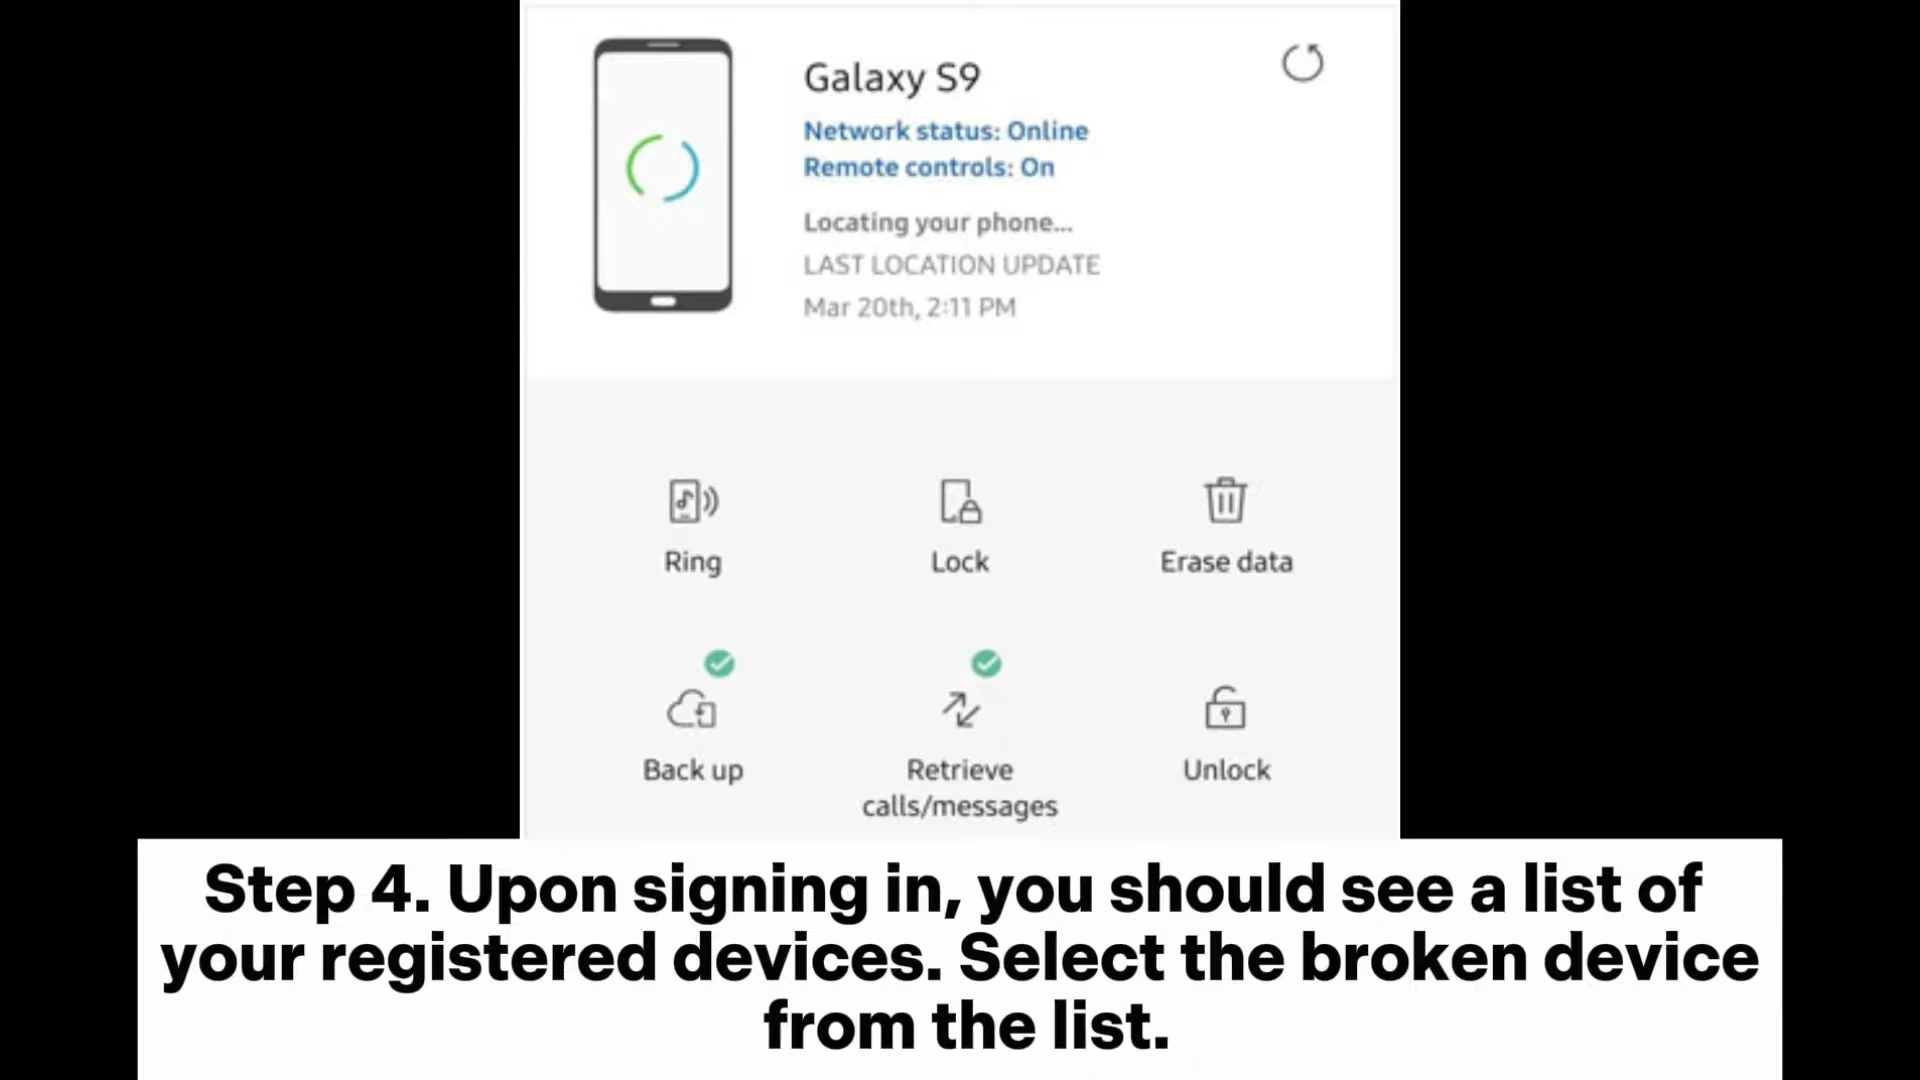 Galaxy S9
Network status: Online
Remote controls: On
Locating your phone...
LAST LOCATION UPDATE
Mar 20th, 2:11 PM
Ring
Lock
Erase data
Back up
Retrieve
calls/messages
Unlock
Step 4. Upon signing in, you should see a list of
your registered devices. Select the broken device
from the list.